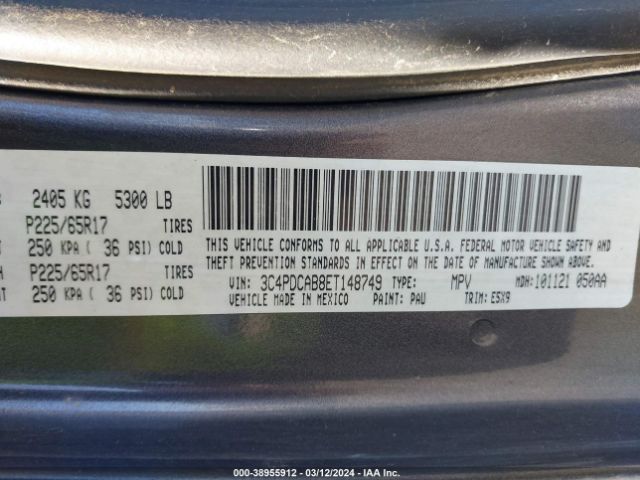 2405 KG 5300 LB
P225/65R17 TIRES
250 KPA ( 36 PSI) COLD
P225/65R17 TIRES
250 KPA ( 36 PSI) COLD
THIS VEHICLE CONFORMS TO ALL APPLICABLE U.S.A. FEDERAL MOTOR VEHICLE SAFETY AND
THEFT PREVENTION STANDARDS IN EFFECT ON THE DATE OF MANUFACTURE SHOWN ABOVE.
VIN: 3C4PDCAB8ET148749 TYPE: MPV MDH: 101121 050AA
VEHICLE MADE IN MEXICO PAINT: PAU TRIM: ESX9
COPART: 38955912 - 03/12/2024 - IAA Inc.